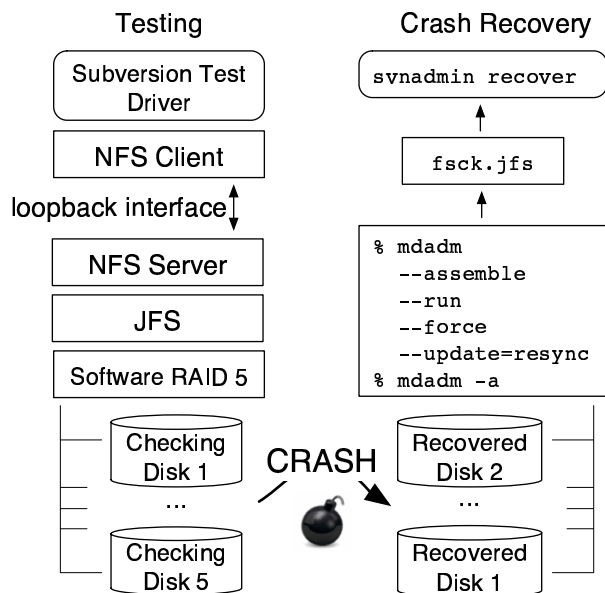 Testing
Subversion Test
Driver
NFS Client
loopback interface
NFS Server
JFS
Software RAID 5
Checking
Disk 1
...
Checking
Disk 5
CRASH
Crash Recovery
svnadmin recover
fsck.jfs
% mdadm
--assemble
--run
--force
--update=resync
% mdadm -a
Recovered
Disk 2
...
Recovered
Disk 1